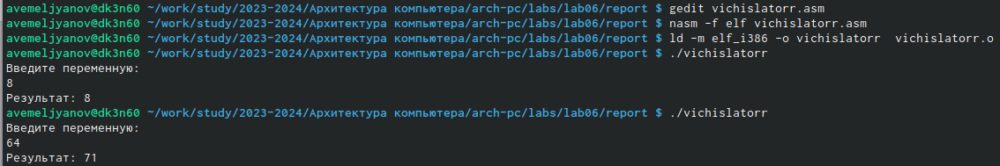 avemeljyanov@dk3n60 ~/work/study/2023-2024/Архитектура компьютера/arch-pc/labs/lab06/report $ gedit vichislatorr.asm
avemeljyanov@dk3n60 ~/work/study/2023-2024/Архитектура компьютера/arch-pc/labs/lab06/report $ nasm -f elf vichislatorr.asm
avemeljyanov@dk3n60 ~/work/study/2023-2024/Архитектура компьютера/arch-pc/labs/lab06/report $ ld -m elf_i386 -o vichislatorr  vichislatorr.o
avemeljyanov@dk3n60 ~/work/study/2023-2024/Архитектура компьютера/arch-pc/labs/lab06/report $ ./vichislatorr
Введите переменную:
8
Результат: 8
avemeljyanov@dk3n60 ~/work/study/2023-2024/Архитектура компьютера/arch-pc/labs/lab06/report $ ./vichislatorr
Введите переменную:
64
Результат: 71